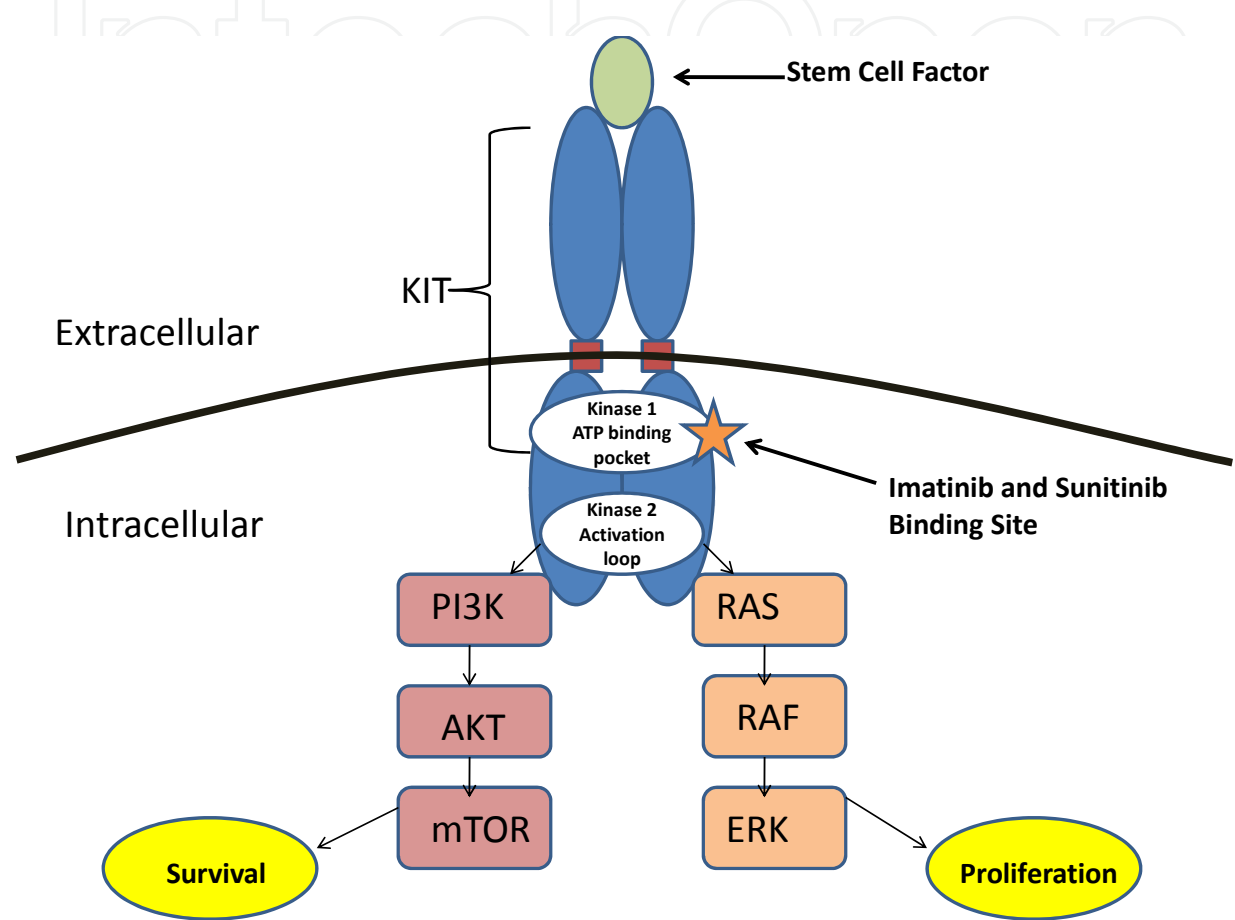 IntechOpen
Stem Cell Factor
KIT
Extracellular
Kinase 1
ATP binding
pocket
Imatinib and Sunitinib
Binding Site
Intracellular
Kinase 2
Activation
loop
PI3K
RAS
AKT
RAF
mTOR
ERK
Survival
Proliferation